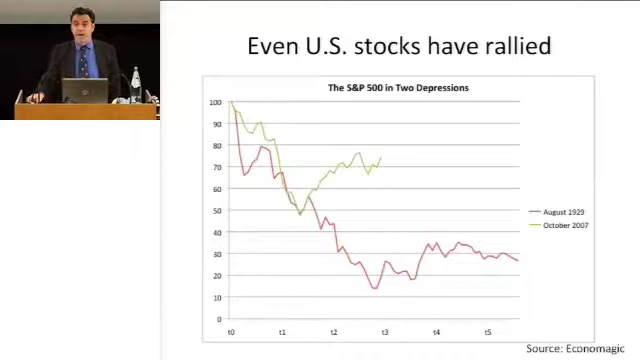 Even U.S. stocks have rallied
The S&P 500 in Two Depressions
100
90
80
70
60
50
40
30
20
10
0
t0 t1 t2 t3 t4 t5
August 1929
October 2007
Source: Economagic